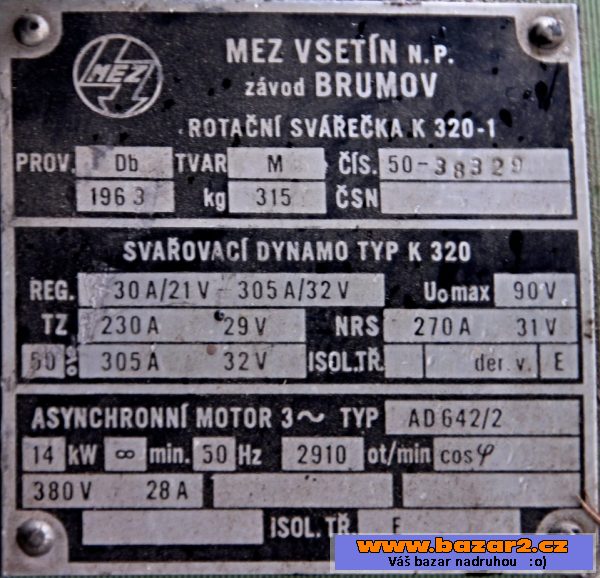 MEZ
MEZ VSETÍN N.P.
závod BRUMOV
ROTAČNÍ SVÁŘEČKA K 320-1
PROV. Db TVAR M ČÍS. 50-38329
1963 kg 315 ČSN
SVAŘOVACÍ DYNAMO TYP K 320
REG. 30 A/21 V - 305 A/32 V Uomax 90 V
TZ 230 A 29 V NRS 270 A 31 V
50 % 305 A 32 V ISOL.TŘ. der. v. E
ASYNCHRONNÍ MOTOR 3~ TYP AD 642/2
14 kW ∞ min. 50 Hz 2910 ot/min cosφ
380 V 28 A
ISOL. TŘ.
www.bazar2.cz
Váš bazar nadruhou :o)